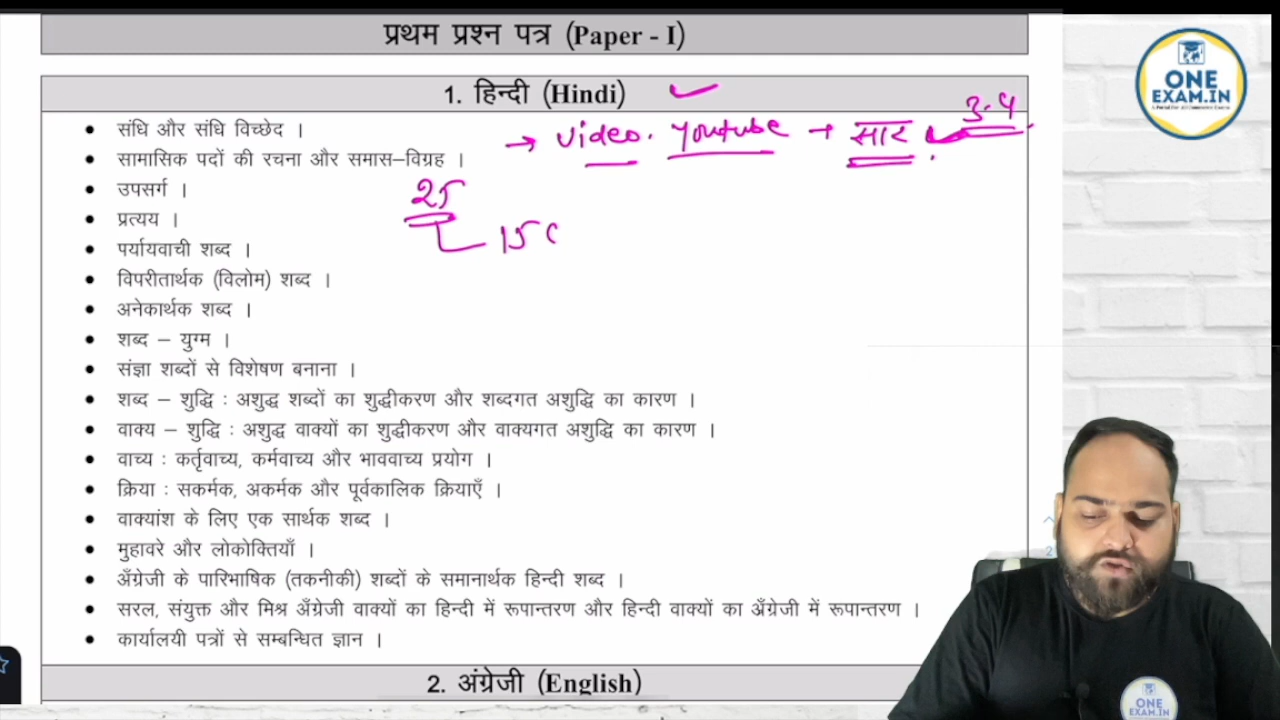 प्रथम प्रश्न पत्र (Paper - I)
1. हिन्दी (Hindi)
ONE
EXAM.IN
3-4
• संधि और संधि विच्छेद ।
→ Video. Youtube → सार
• सामासिक पदों की रचना और समास–विग्रह ।
• उपसर्ग ।
25
• प्रत्यय ।
150
• पर्यायवाची शब्द ।
• विपरीतार्थक (विलोम) शब्द ।
• अनेकार्थक शब्द ।
• शब्द – युग्म ।
• संज्ञा शब्दों से विशेषण बनाना ।
• शब्द – शुद्धि : अशुद्ध शब्दों का शुद्धीकरण और शब्दगत अशुद्धि का कारण ।
• वाक्य – शुद्धि : अशुद्ध वाक्यों का शुद्धीकरण और वाक्यगत अशुद्धि का कारण ।
• वाच्य : कर्तृवाच्य, कर्मवाच्य और भाववाच्य प्रयोग ।
• क्रिया : सकर्मक, अकर्मक और पूर्वकालिक क्रियाएँ ।
• वाक्यांश के लिए एक सार्थक शब्द ।
• मुहावरे और लोकोक्तियाँ ।
• अँग्रेजी के पारिभाषिक (तकनीकी) शब्दों के समानार्थक हिन्दी शब्द ।
• सरल, संयुक्त और मिश्र अँग्रेजी वाक्यों का हिन्दी में रूपान्तरण और हिन्दी वाक्यों का अँग्रेजी में रूपान्तरण ।
• कार्यालयी पत्रों से सम्बन्धित ज्ञान ।
2. अंग्रेजी (English)
ONE
EXAM.IN